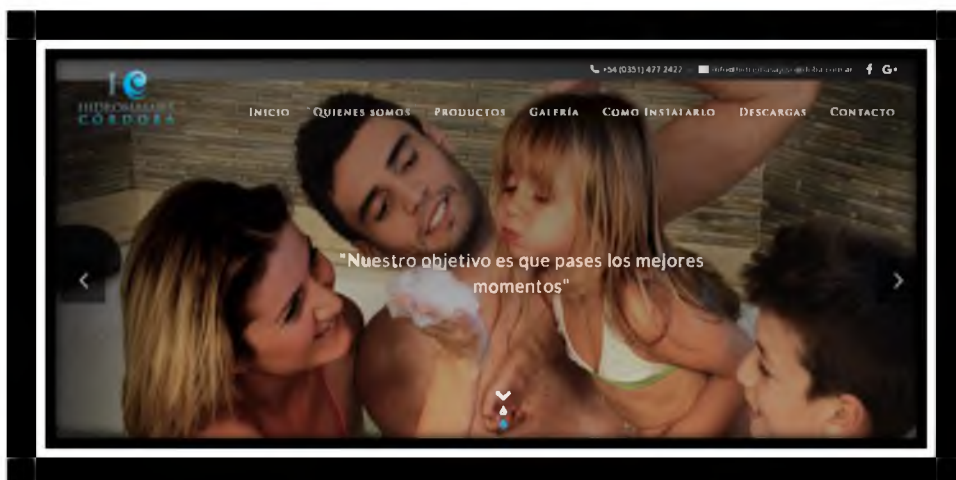 +54 (0351) 477 2427
HIDROMASAJES
CÓRDOBA
INICIO QUIENES SOMOS PRODUCTOS GALERÍA COMO INSTALARLO DESCARGAS CONTACTO
"Nuestro objetivo es que pases los mejores
momentos"